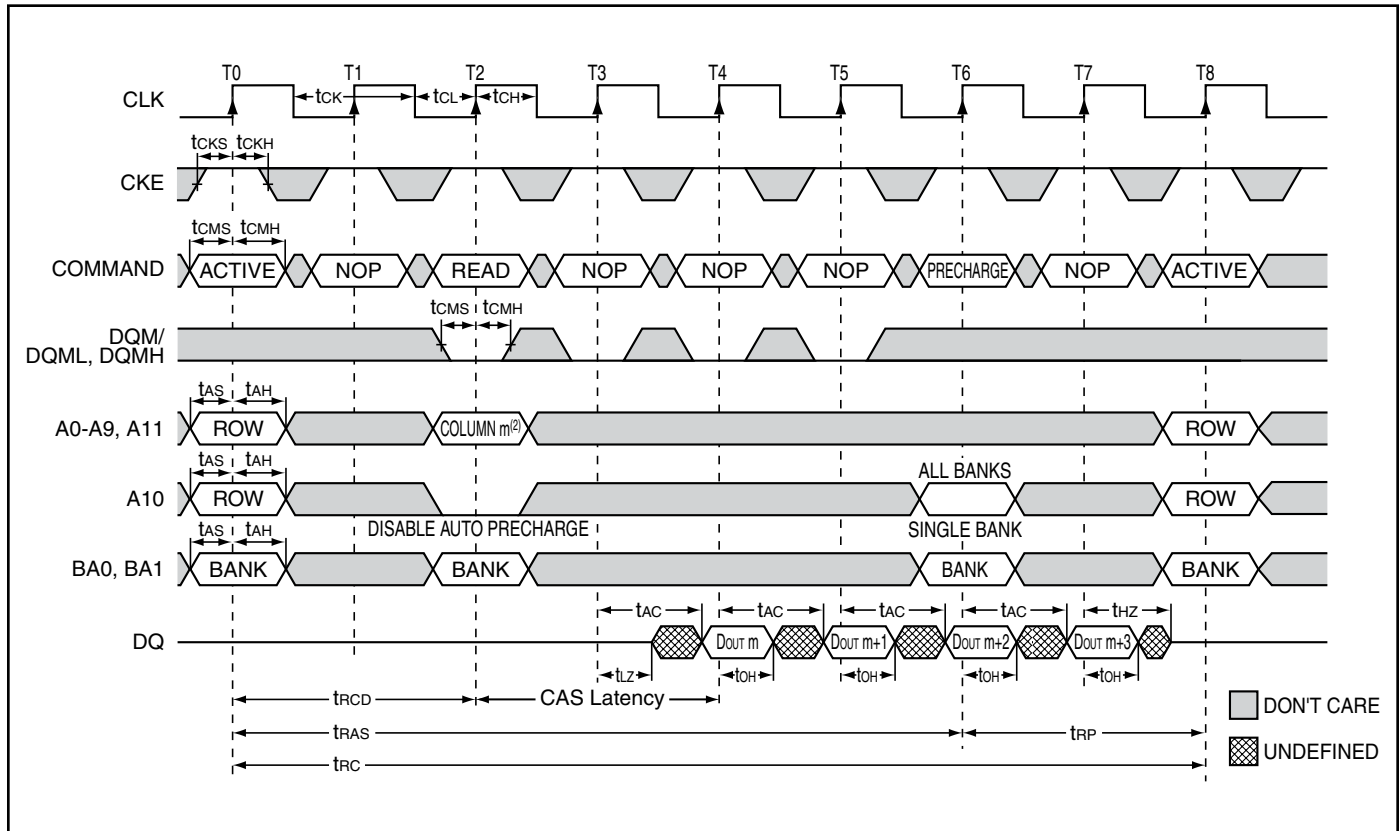 T0 T1 T2 T3 T4 T5 T6 T7 T8
CLK
tCK tCL tCH
tCKS tCKH
CKE
tCMS tCMH
COMMAND ACTIVE NOP READ NOP NOP NOP PRECHARGE NOP ACTIVE
tCMS tCMH
DQM/
DQML, DQMH
tAS tAH
A0-A9, A11 ROW COLUMN m(2) ROW
tAS tAH
ALL BANKS
A10 ROW ROW
DISABLE AUTO PRECHARGE SINGLE BANK
tAS tAH
BA0, BA1 BANK BANK BANK BANK
tAC tAC tAC tAC tHZ
DQ DOUT m DOUT m+1 DOUT m+2 DOUT m+3
tLZ tOH tOH tOH tOH
tRCD CAS Latency
DON'T CARE
tRAS tRP
UNDEFINED
tRC